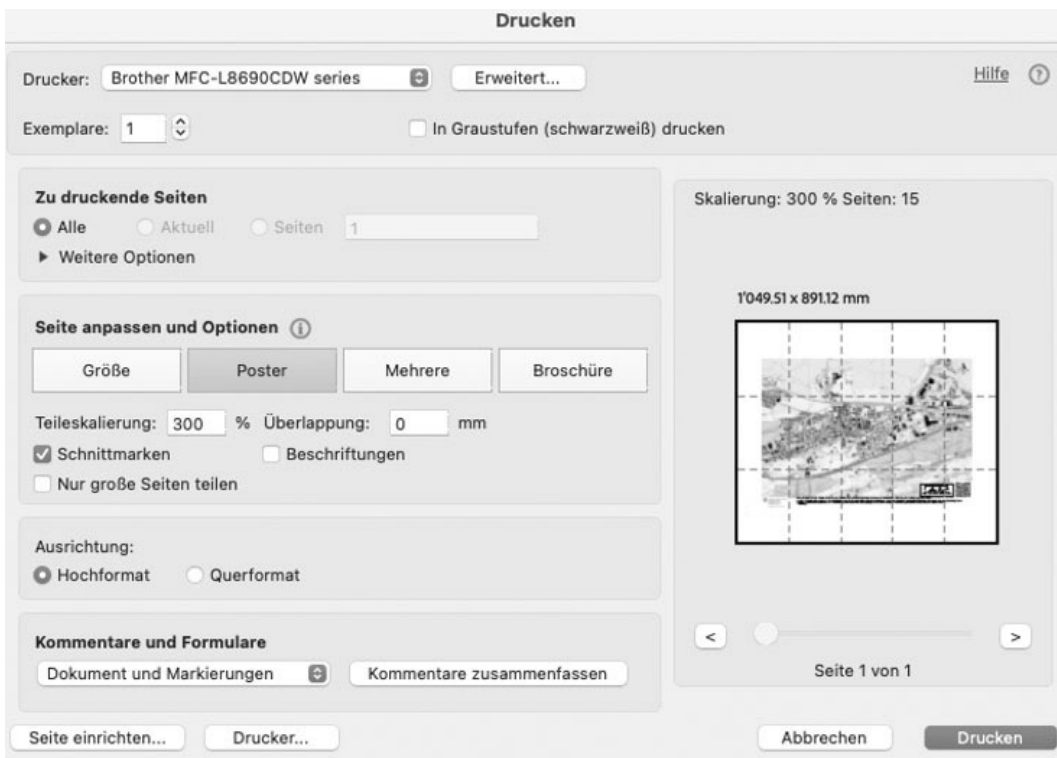 Drucken
Drucker: Brother MFC-L8690CDW series Erweitert... Hilfe ?
Exemplare: 1 In Graustufen (schwarzweiß) drucken
Zu druckende Seiten
Alle Aktuell Seiten 1
Weitere Optionen
Seite anpassen und Optionen i
Größe Poster Mehrere Broschüre
Teileskalierung: 300 % Überlappung: 0 mm
Schnittmarken Beschriftungen
Nur große Seiten teilen
Ausrichtung:
Hochformat Querformat
Kommentare und Formulare
Dokument und Markierungen Kommentare zusammenfassen
Skalierung: 300 % Seiten: 15
1'049.51 x 891.12 mm
< >
Seite 1 von 1
Seite einrichten... Drucker... Abbrechen Drucken